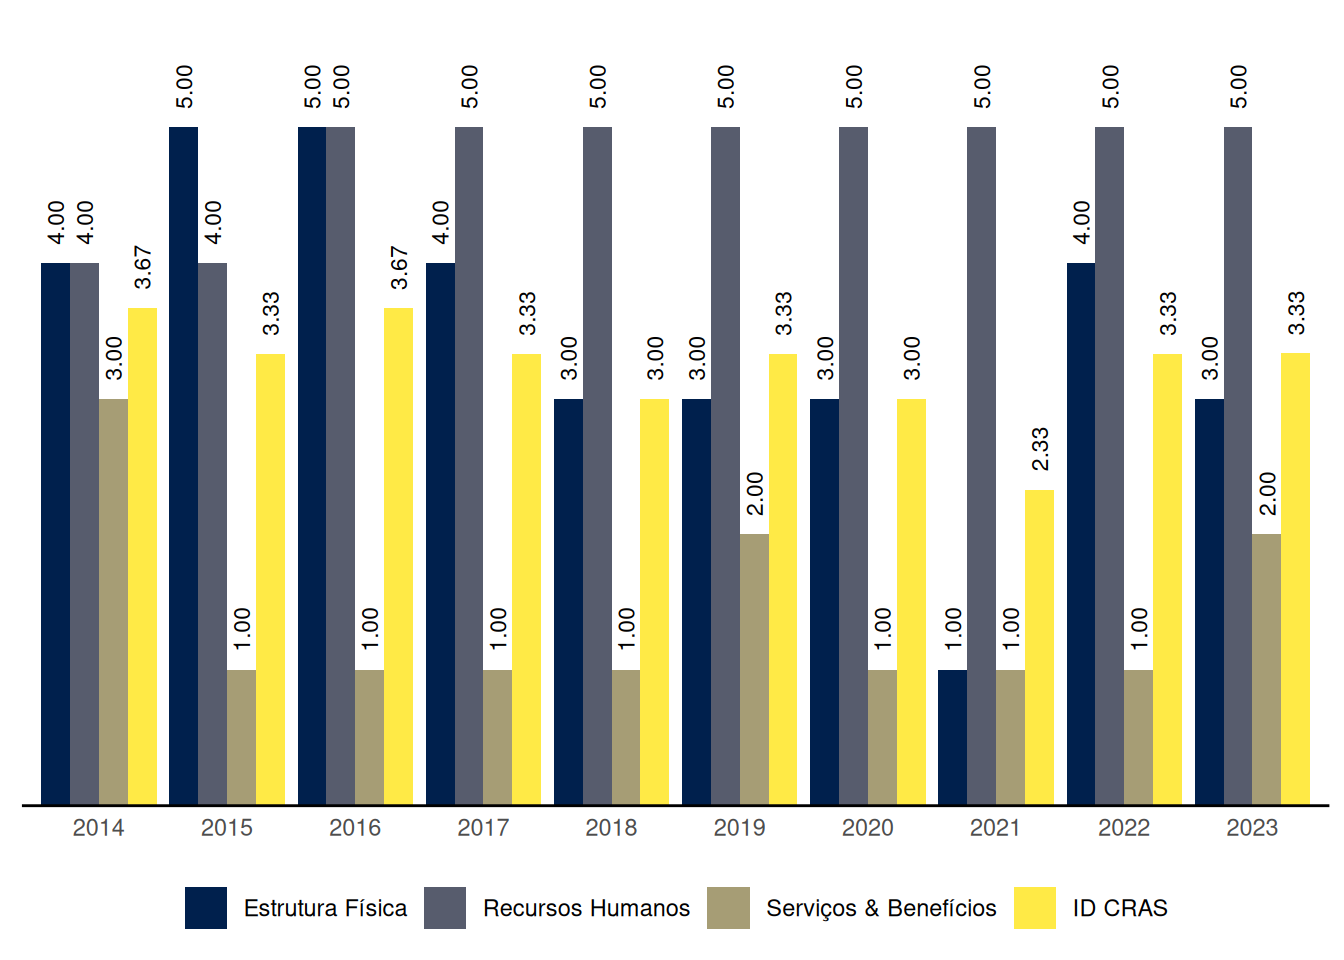 5.00 5.00 5.00 5.00 5.00 5.00 5.00 5.00 5.00 5.00
4.00 4.00 4.00 4.00 4.00
3.67 3.67
3.33 3.33 3.33 3.33 3.33
3.00 3.00 3.00 3.00 3.00 3.00 3.00
2.33
2.00 2.00
1.00 1.00 1.00 1.00 1.00 1.00 1.00 1.00
2014 2015 2016 2017 2018 2019 2020 2021 2022 2023
Estrutura Física Recursos Humanos Serviços & Benefícios ID CRAS